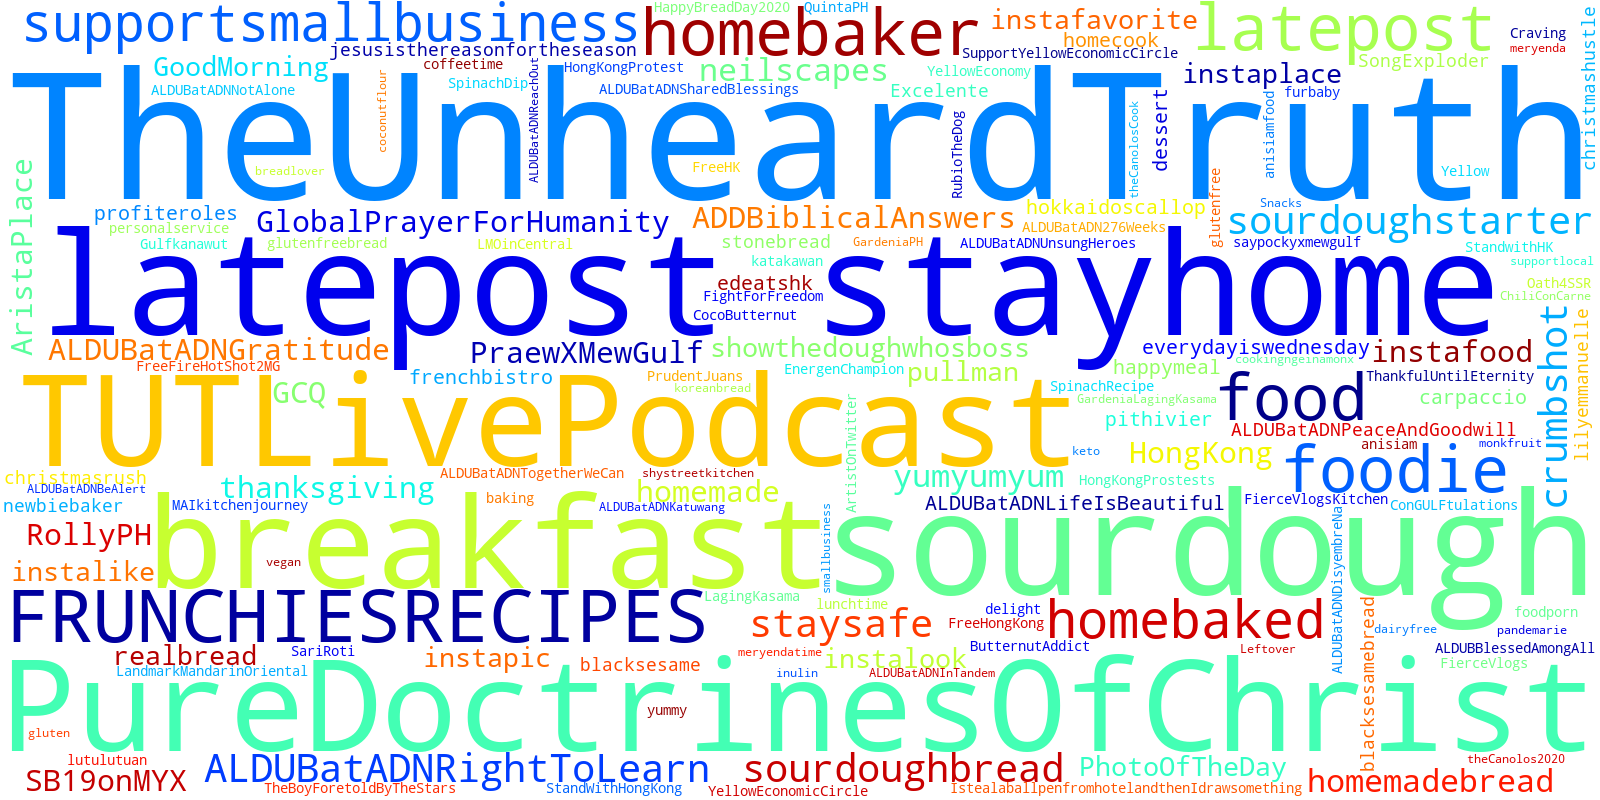 supportsmallbusiness
homebaker
HappyBreadDay2020
QuintaPH
instafavorite
latepost
Craving
meryenda
jesusisthereasonfortheseason
homecook
SupportYellowEconomicCircle
SongExploder
GoodMorning
coffeetime
HongKongProtest
neilscapes
YellowEconomy
instaplace
christmashustle
ALDUBatADNNotAlone
coconutflour
SpinachDip
ALDUBatADNReachOut
ALDUBatADNSharedBlessings
Excelente
furbaby
TheUnheardTruth
RubioTheDog
theCanolosCook
dessert
anisiamfood
breadlover
FreeHK
Yellow
AristaPlace
profiteroles
personalservice
GlobalPrayerForHumanity
ADDBiblicalAnswers
hokkaidoscallop
glutenfree
Snacks
sourdoughstarter
Gulfkanawut
glutenfreebread
LMOinCentral
stonebread
GardeniaPH
ALDUBatADN276Weeks
ALDUBatADNUnsungHeroes
saypockyxmewgulf
StandwithHK
katakawan
supportlocal
latepost
stayhome
edeatshk
FightForFreedom
CocoButternut
Oath4SSR
ChiliConCarne
ALDUBatADNGratitude
PraewXMewGulf
showthedoughwhosboss
everydayiswednesday
instafood
crumbshot
lilyemmanuelle
FreeFireHotShot2MG
frenchbistro
PrudentJuans
EnergenChampion
pullman
happymeal
cookingngeinamonx
GCQ
koreanbread
SpinachRecipe
ThankfulUntilEternity
TUTLivePodcast
GardeniaLagingKasama
food
carpaccio
ArtistOnTwitter
pithivier
ALDUBatADNPeaceAndGoodwill
HongKong
anisiam
monkfruit
keto
foodie
christmasrush
ALDUBatADNTogetherWeCan
shystreetkitchen
yumyumyum
HongKongProstests
ALDUBatADNBeAlert
thanksgiving
homemade
newbiebaker
MAIkitchenjourney
baking
ALDUBatADNKatuwang
ALDUBatADNLifeIsBeautiful
FierceVlogsKitchen
ConGULFtulations
RollyPH
breakfast
smallbusiness
sourdough
ALDUBatADNDisyembreNa
vegan
instalike
FRUNCHIESRECIPES
LagingKasama
lunchtime
delight
homebaked
foodporn
staysafe
FreeHongKong
dairyfree
pandemarie
realbread
SariRoti
instapic
blacksesame
meryendatime
instalook
ButternutAddict
Leftover
blacksesamebread
ALDUBBlessedAmongAll
FierceVlogs
LandmarkMandarinOriental
inulin
ALDUBatADNInTandem
PureDoctrinesOfChrist
yummy
gluten
lutulutuan
SB19onMYX
ALDUBatADNRightToLearn
sourdoughbread
PhotoOfTheDay
theCanolos2020
homemadebread
TheBoyForetoldByTheStars
StandWithHongKong
YellowEconomicCircle
IstealaballpenfromhotelandthenIdrawsomething